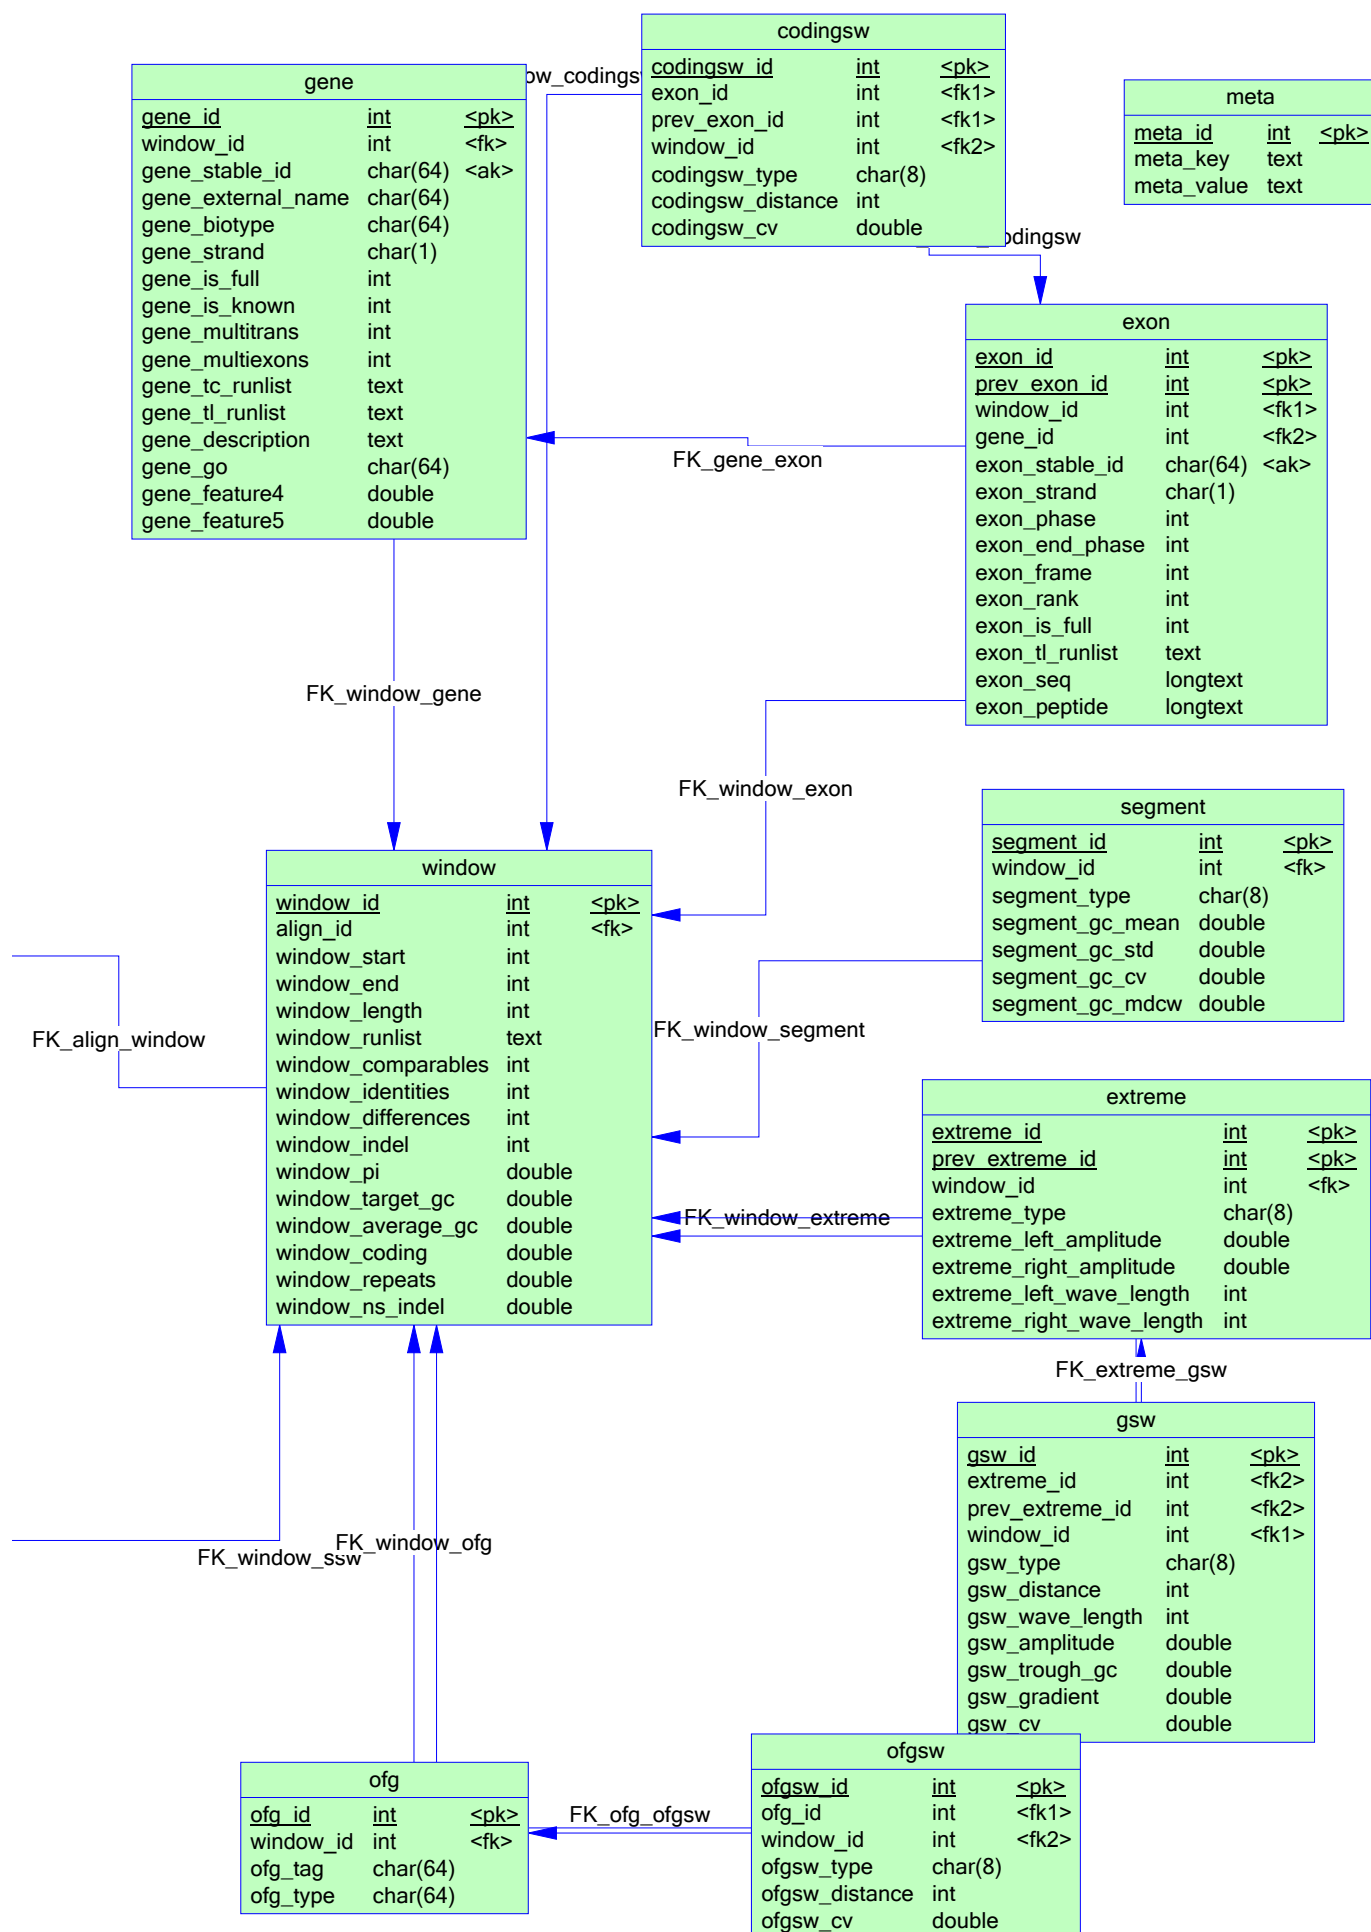 codingsw
codingsw_id int <pk>
exon_id int <fk1>
prev_exon_id int <fk1>
window_id int <fk2>
codingsw_type char(8)
codingsw_distance int
codingsw_cv double
gene
gene_id int <pk>
window_id int <fk>
gene_stable_id char(64) <ak>
gene_external_name char(64)
gene_biotype char(64)
gene_strand char(1)
gene_is_full int
gene_is_known int
gene_multitrans int
gene_multiexons int
gene_tc_runlist text
gene_tl_runlist text
gene_description text
gene_go char(64)
gene_feature4 double
gene_feature5 double
meta
meta_id int <pk>
meta_key text
meta_value text
exon
exon_id int <pk>
prev_exon_id int <pk>
window_id int <fk1>
gene_id int <fk2>
exon_stable_id char(64) <ak>
exon_strand char(1)
exon_phase int
exon_end_phase int
exon_frame int
exon_rank int
exon_is_full int
exon_tl_runlist text
exon_seq longtext
exon_peptide longtext
FK_gene_exon
FK_window_gene
FK_window_exon
segment
segment_id int <pk>
window_id int <fk>
segment_type char(8)
segment_gc_mean double
segment_gc_std double
segment_gc_cv double
segment_gc_mdcw double
window
window_id int <pk>
align_id int <fk>
window_start int
window_end int
window_length int
window_runlist text
window_comparables int
window_identities int
window_differences int
window_indel int
window_pi double
window_target_gc double
window_average_gc double
window_coding double
window_repeats double
window_ns_indel double
FK_align_window
FK_window_segment
extreme
extreme_id int <pk>
prev_extreme_id int <pk>
window_id int <fk>
extreme_type char(8)
extreme_left_amplitude double
extreme_right_amplitude double
extreme_left_wave_length int
extreme_right_wave_length int
FK_window_extreme
FK_extreme_gsw
gsw
gsw_id int <pk>
extreme_id int <fk2>
prev_extreme_id int <fk2>
window_id int <fk1>
gsw_type char(8)
gsw_distance int
gsw_wave_length int
gsw_amplitude double
gsw_trough_gc double
gsw_gradient double
gsw_cv double
FK_window_ofg
FK_window_ssw
ofg
ofg_id int <pk>
window_id int <fk>
ofg_tag char(64)
ofg_type char(64)
FK_ofg_ofgsw
ofgsw
ofgsw_id int <pk>
ofg_id int <fk1>
window_id int <fk2>
ofgsw_type char(8)
ofgsw_distance int
ofgsw_cv double